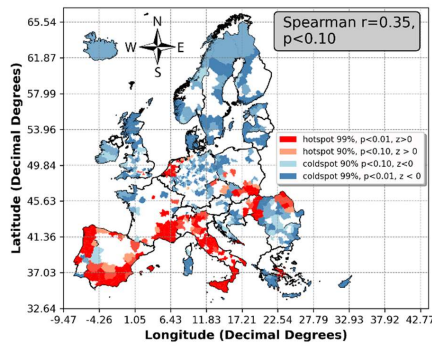 Spearman r=0.35,
p<0.10
N
W E
S
hotspot 99%, p<0.01, z>0
hotspot 90%, p<0.10, z>0
coldspot 90% p<0.10, z<0
coldspot 99%, p<0.01, z < 0
Latitude (Decimal Degrees)
65.54
61.87
57.99
53.96
49.84
45.63
41.36
37.03
32.64
-9.47 -4.26 1.05 6.43 11.83 17.21 22.54 27.79 32.93 37.92 42.77
Longitude (Decimal Degrees)